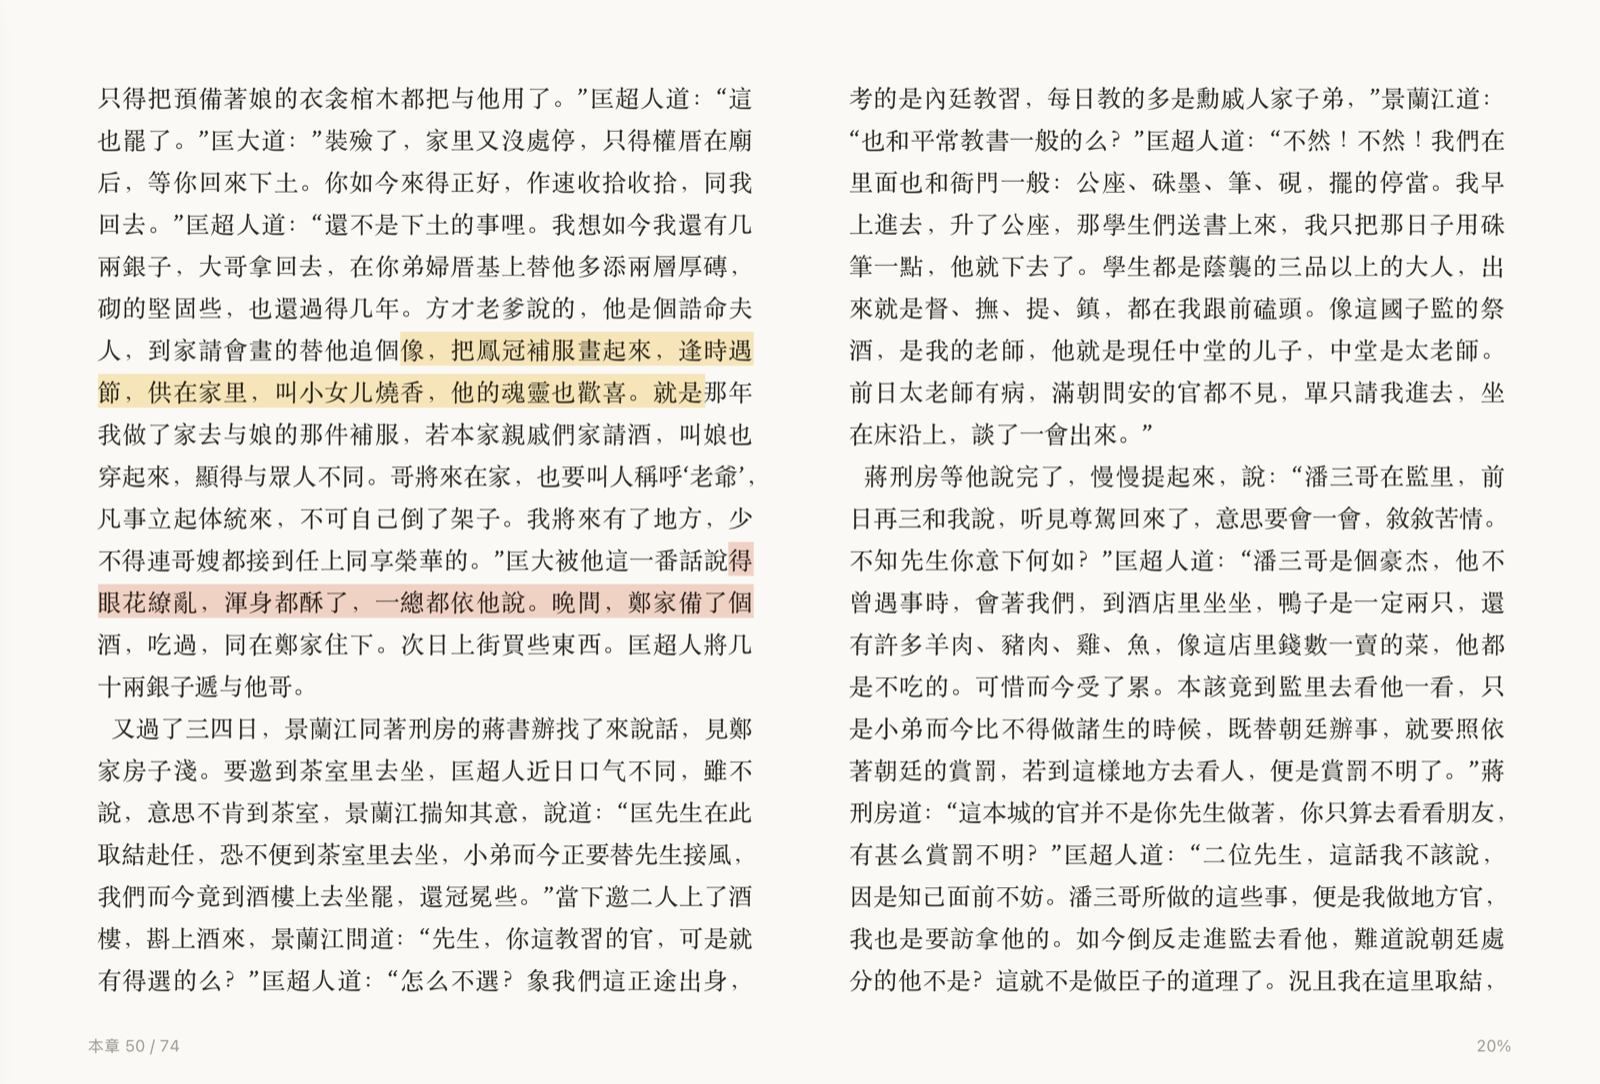 只得把預備著娘的衣衾棺木都把与他用了。”匡超人道：“這
也罷了。”匡大道：”裝殮了，家里又沒處停，只得權厝在廟
后，等你回來下土。你如今來得正好，作速收拾收拾，同我
回去。”匡超人道：“還不是下土的事哩。我想如今我還有几
兩銀子，大哥拿回去，在你弟婦厝基上替他多添兩層厚磚，
砌的堅固些，也還過得几年。方才老爹說的，他是個誥命夫
人，到家請會畫的替他追個像，把鳳冠補服畫起來，逢時遇
節，供在家里，叫小女儿燒香，他的魂靈也歡喜。就是那年
我做了家去与娘的那件補服，若本家親戚們家請酒，叫娘也
穿起來，顯得与眾人不同。哥將來在家，也要叫人稱呼‘老爺’，
凡事立起体統來，不可自己倒了架子。我將來有了地方，少
不得連哥嫂都接到任上同享榮華的。”匡大被他這一番話說得
眼花繚亂，渾身都酥了，一總都依他說。晚間，鄭家備了個
酒，吃過，同在鄭家住下。次日上街買些東西。匡超人將几
十兩銀子遞与他哥。
又過了三四日，景蘭江同著刑房的蔣書辦找了來說話，見鄭
家房子淺。要邀到茶室里去坐，匡超人近日口气不同，雖不
說，意思不肯到茶室，景蘭江揣知其意，說道：“匡先生在此
取結赴任，恐不便到茶室里去坐，小弟而今正要替先生接風，
我們而今竟到酒樓上去坐罷，還冠冕些。”當下邀二人上了酒
樓，斟上酒來，景蘭江問道：“先生，你這教習的官，可是就
有得選的么？”匡超人道：“怎么不選？象我們這正途出身，
考的是內廷教習，每日教的多是勳戚人家子弟，”景蘭江道：
“也和平常教書一般的么？”匡超人道：“不然！不然！我們在
里面也和衙門一般：公座、硃墨、筆、硯，擺的停當。我早
上進去，升了公座，那學生們送書上來，我只把那日子用硃
筆一點，他就下去了。學生都是蔭襲的三品以上的大人，出
來就是督、撫、提、鎮，都在我跟前磕頭。像這國子監的祭
酒，是我的老師，他就是現任中堂的儿子，中堂是太老師。
前日太老師有病，滿朝問安的官都不見，單只請我進去，坐
在床沿上，談了一會出來。”
蔣刑房等他說完了，慢慢提起來，說：“潘三哥在監里，前
日再三和我說，听見尊駕回來了，意思要會一會，敘敘苦情。
不知先生你意下何如？”匡超人道：“潘三哥是個豪杰，他不
曾遇事時，會著我們，到酒店里坐坐，鴨子是一定兩只，還
有許多羊肉、豬肉、雞、魚，像這店里錢數一賣的菜，他都
是不吃的。可惜而今受了累。本該竟到監里去看他一看，只
是小弟而今比不得做諸生的時候，既替朝廷辦事，就要照依
著朝廷的賞罰，若到這樣地方去看人，便是賞罰不明了。”蔣
刑房道：“這本城的官并不是你先生做著，你只算去看看朋友，
有甚么賞罰不明？”匡超人道：“二位先生，這話我不該說，
因是知己面前不妨。潘三哥所做的這些事，便是我做地方官，
我也是要訪拿他的。如今倒反走進監去看他，難道說朝廷處
分的他不是？這就不是做臣子的道理了。況且我在這里取結，
本章 50 / 74
20%